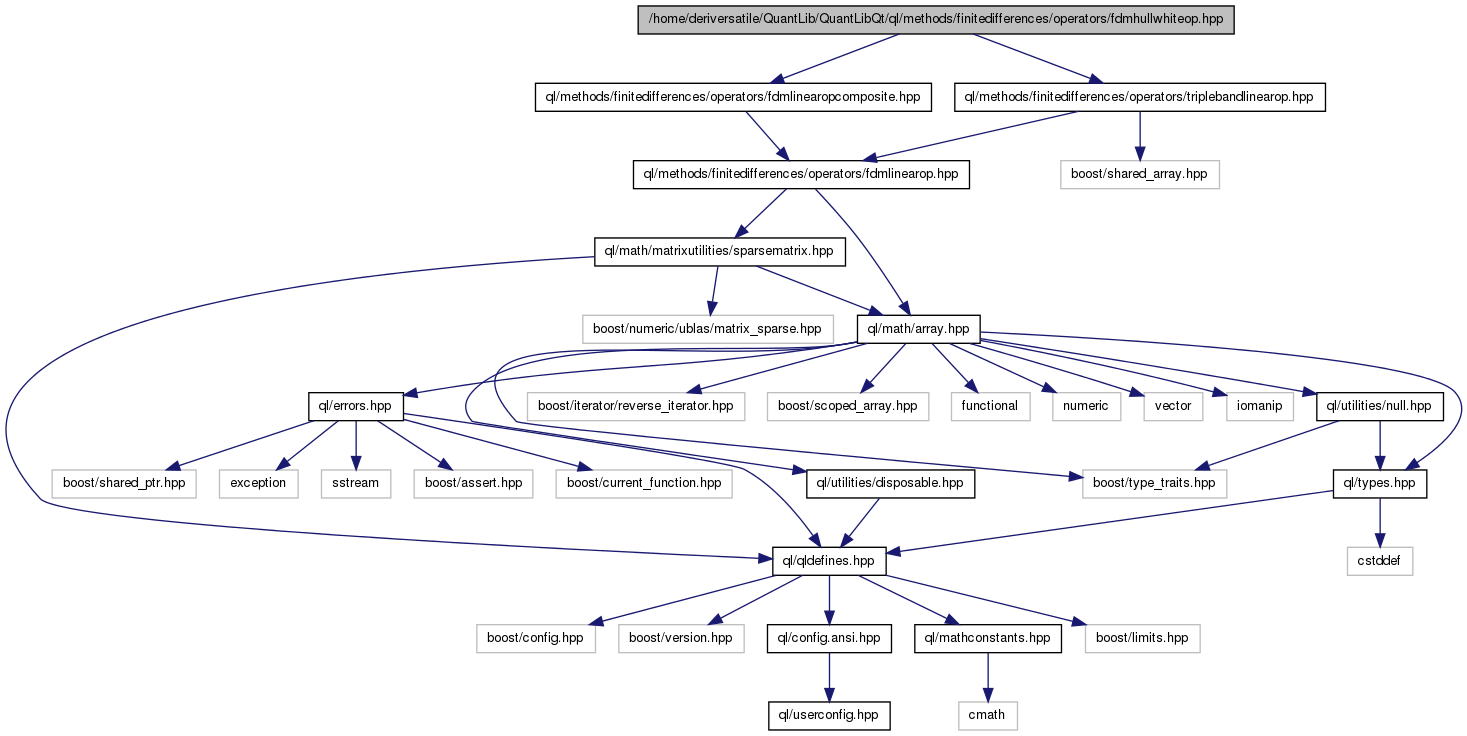 /home/deriversatile/QuantLib/QuantLibQt/ql/methods/finitedifferences/operators/fdmhullwhiteop.hpp
ql/methods/finitedifferences/operators/fdmlinearopcomposite.hpp
ql/methods/finitedifferences/operators/triplebandlinearop.hpp
ql/methods/finitedifferences/operators/fdmlinearop.hpp
boost/shared_array.hpp
ql/math/matrixutilities/sparsematrix.hpp
boost/numeric/ublas/matrix_sparse.hpp
ql/math/array.hpp
ql/errors.hpp
boost/iterator/reverse_iterator.hpp
boost/scoped_array.hpp
functional
numeric
vector
iomanip
ql/utilities/null.hpp
boost/shared_ptr.hpp
exception
sstream
boost/assert.hpp
boost/current_function.hpp
ql/utilities/disposable.hpp
boost/type_traits.hpp
ql/types.hpp
ql/qldefines.hpp
cstddef
boost/config.hpp
boost/version.hpp
ql/config.ansi.hpp
ql/mathconstants.hpp
boost/limits.hpp
ql/userconfig.hpp
cmath